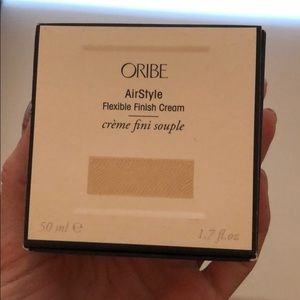 ORIBE
AirStyle
Flexible Finish Cream
crème fini souple
50 ml ℮ 1.7 fl.oz